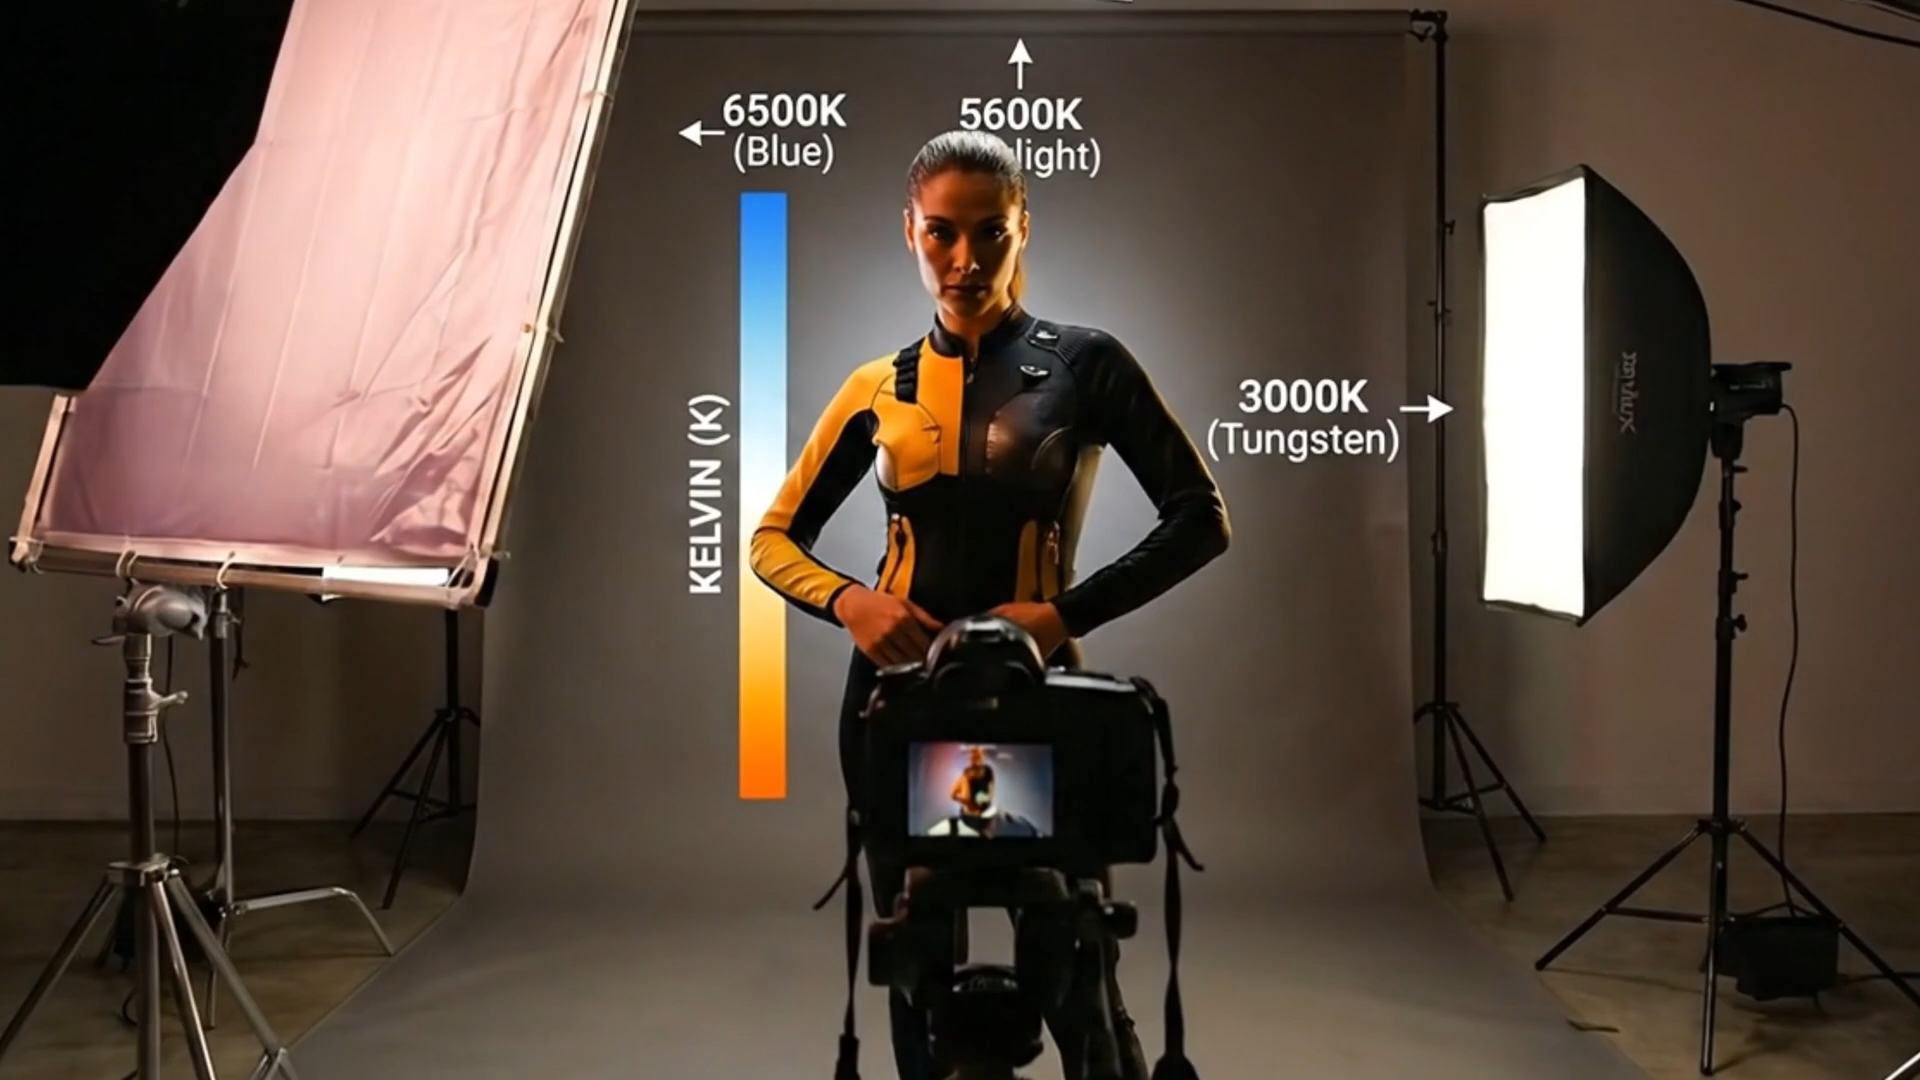 6500K
(Blue)
5600K
light)
3000K
(Tungsten)
KELVIN (K)